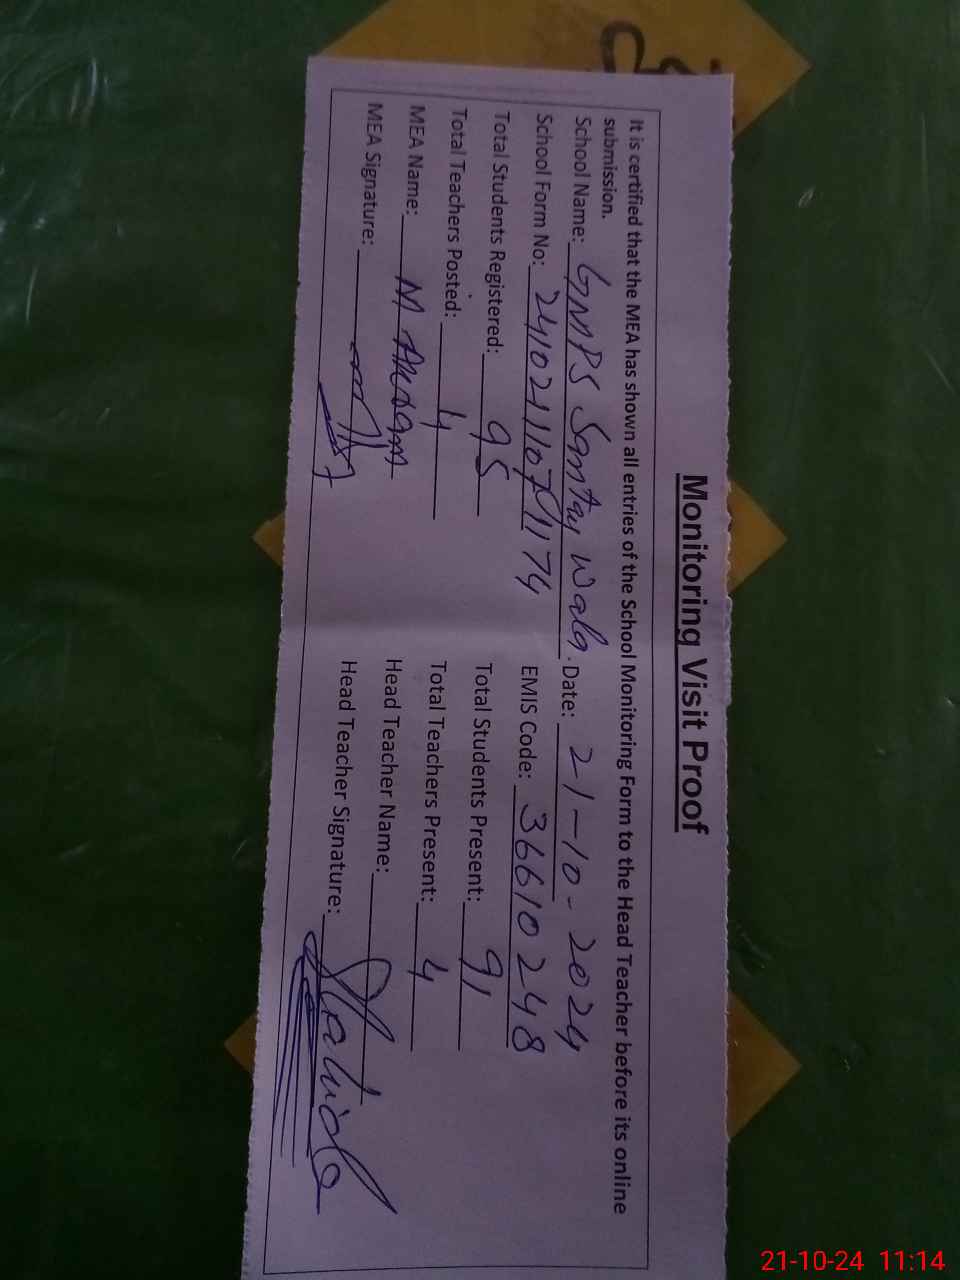 Monitoring Visit Proof
It is certified that the MEA has shown all entries of the School Monitoring Form to the Head Teacher before its online
submission.
School Name: GMPS Santay Wala. Date: 21-10-2024
School Form No: 241021107 1174 EMIS Code: 36610248
Total Students Registered: 95 Total Students Present: 91
Total Teachers Posted: 4 Total Teachers Present: 4
MEA Name: M Head Teacher Name:
MEA Signature: Head Teacher Signature:
21-10-24 11:14